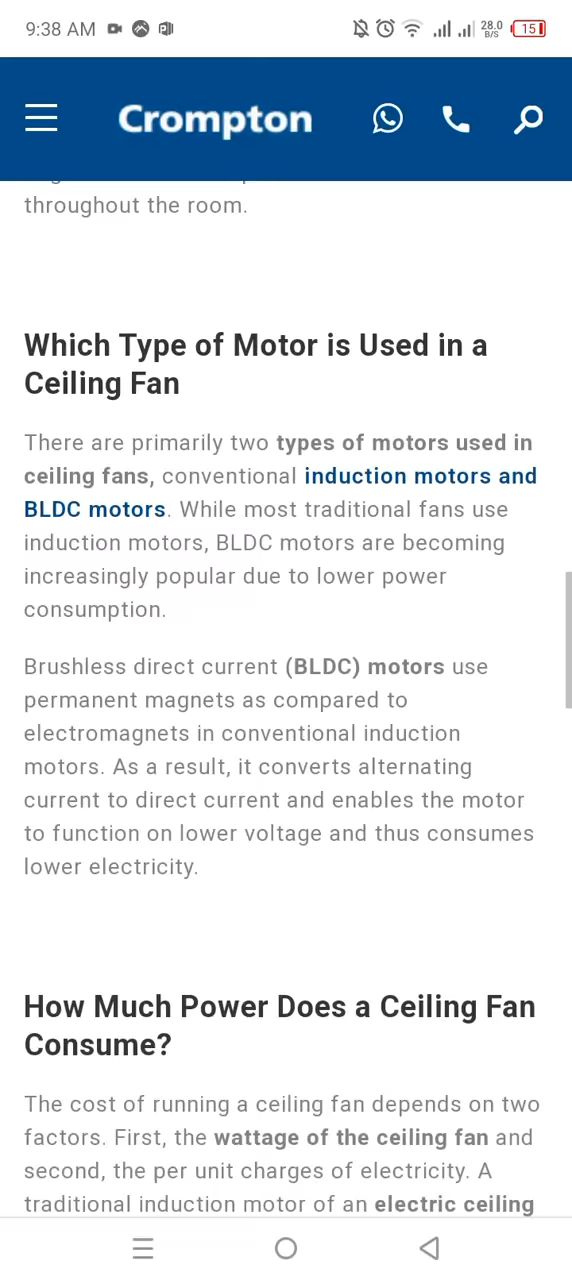 9:38 AM
28.0
B/S
15
Crompton
throughout the room.
Which Type of Motor is Used in a
Ceiling Fan
There are primarily two types of motors used in
ceiling fans, conventional induction motors and
BLDC motors. While most traditional fans use
induction motors, BLDC motors are becoming
increasingly popular due to lower power
consumption.
Brushless direct current (BLDC) motors use
permanent magnets as compared to
electromagnets in conventional induction
motors. As a result, it converts alternating
current to direct current and enables the motor
to function on lower voltage and thus consumes
lower electricity.
How Much Power Does a Ceiling Fan
Consume?
The cost of running a ceiling fan depends on two
factors. First, the wattage of the ceiling fan and
second, the per unit charges of electricity. A
traditional induction motor of an electric ceiling